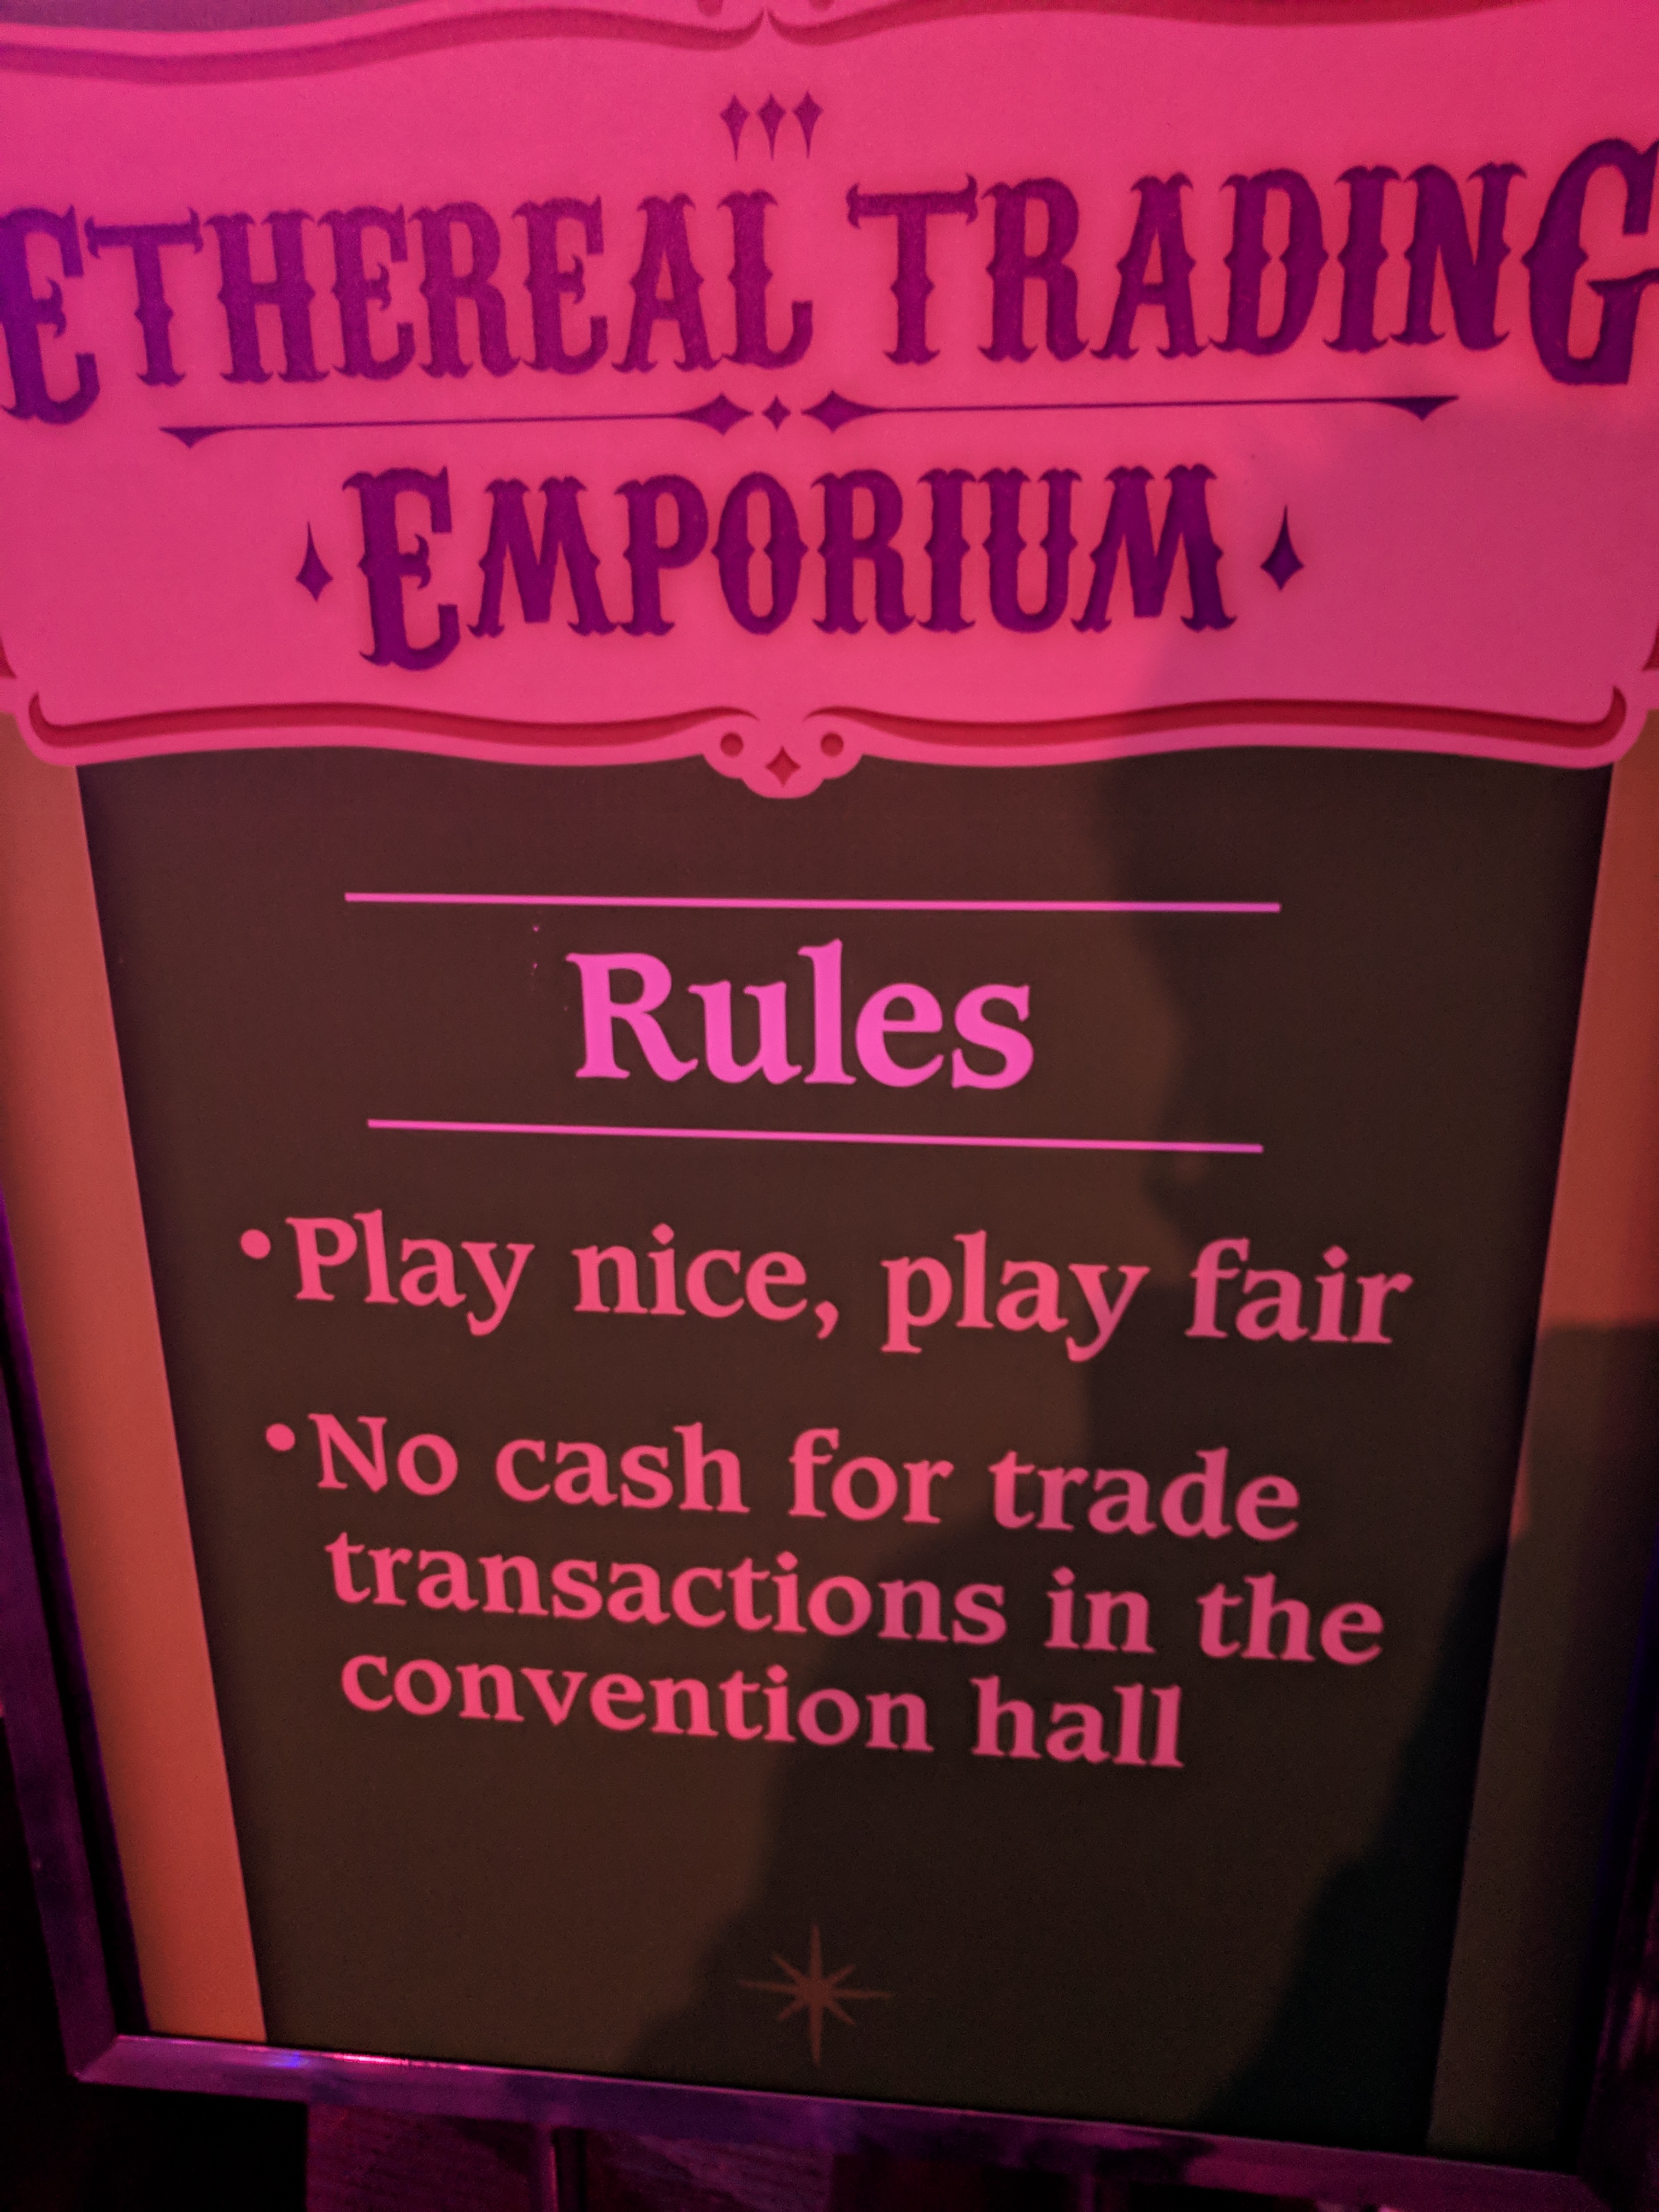 ETHEREAL TRADING
EMPORIUM
Rules
•Play nice, play fair
•No cash for trade
transactions in the
convention hall